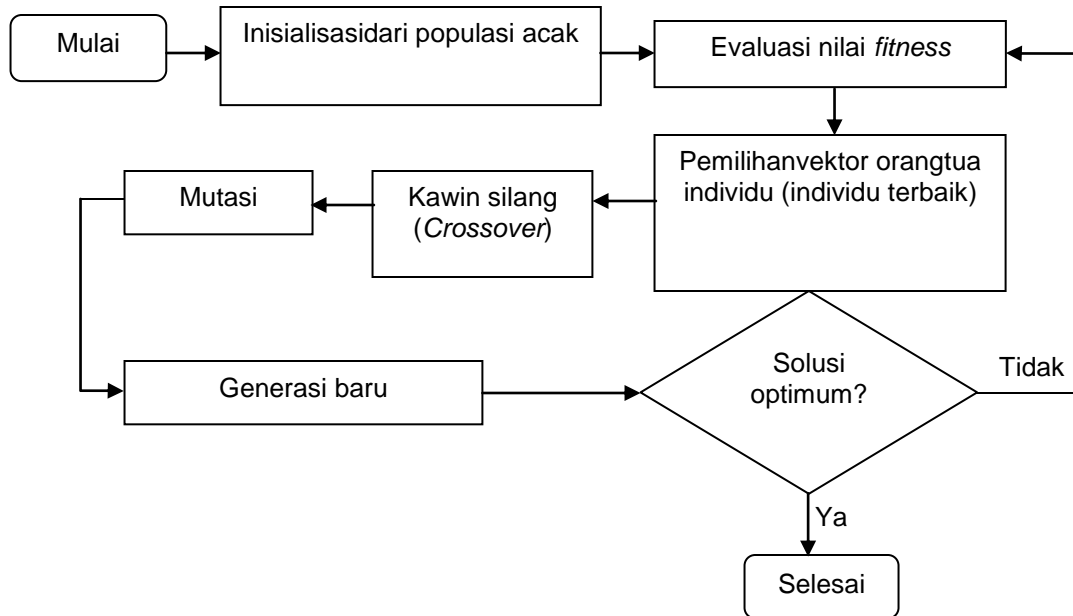 Mulai
Inisialisasidari populasi acak
Evaluasi nilai fitness
Pemilihanvektor orangtua
individu (individu terbaik)
Kawin silang
(Crossover)
Mutasi
Generasi baru
Solusi
optimum?
Tidak
Ya
Selesai